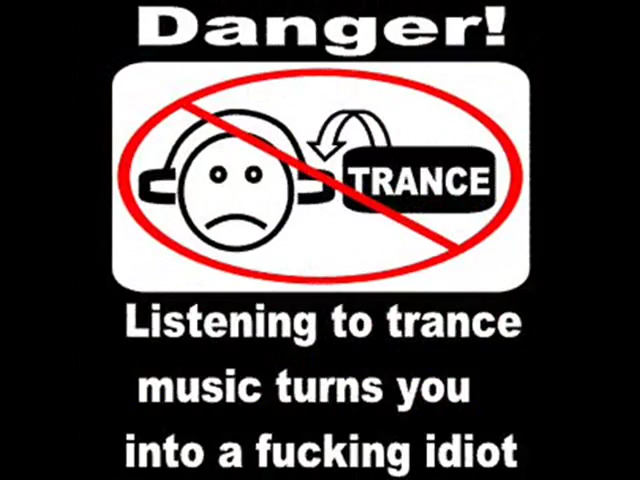 Danger!
TRANCE
Listening to trance
music turns you
into a fucking idiot